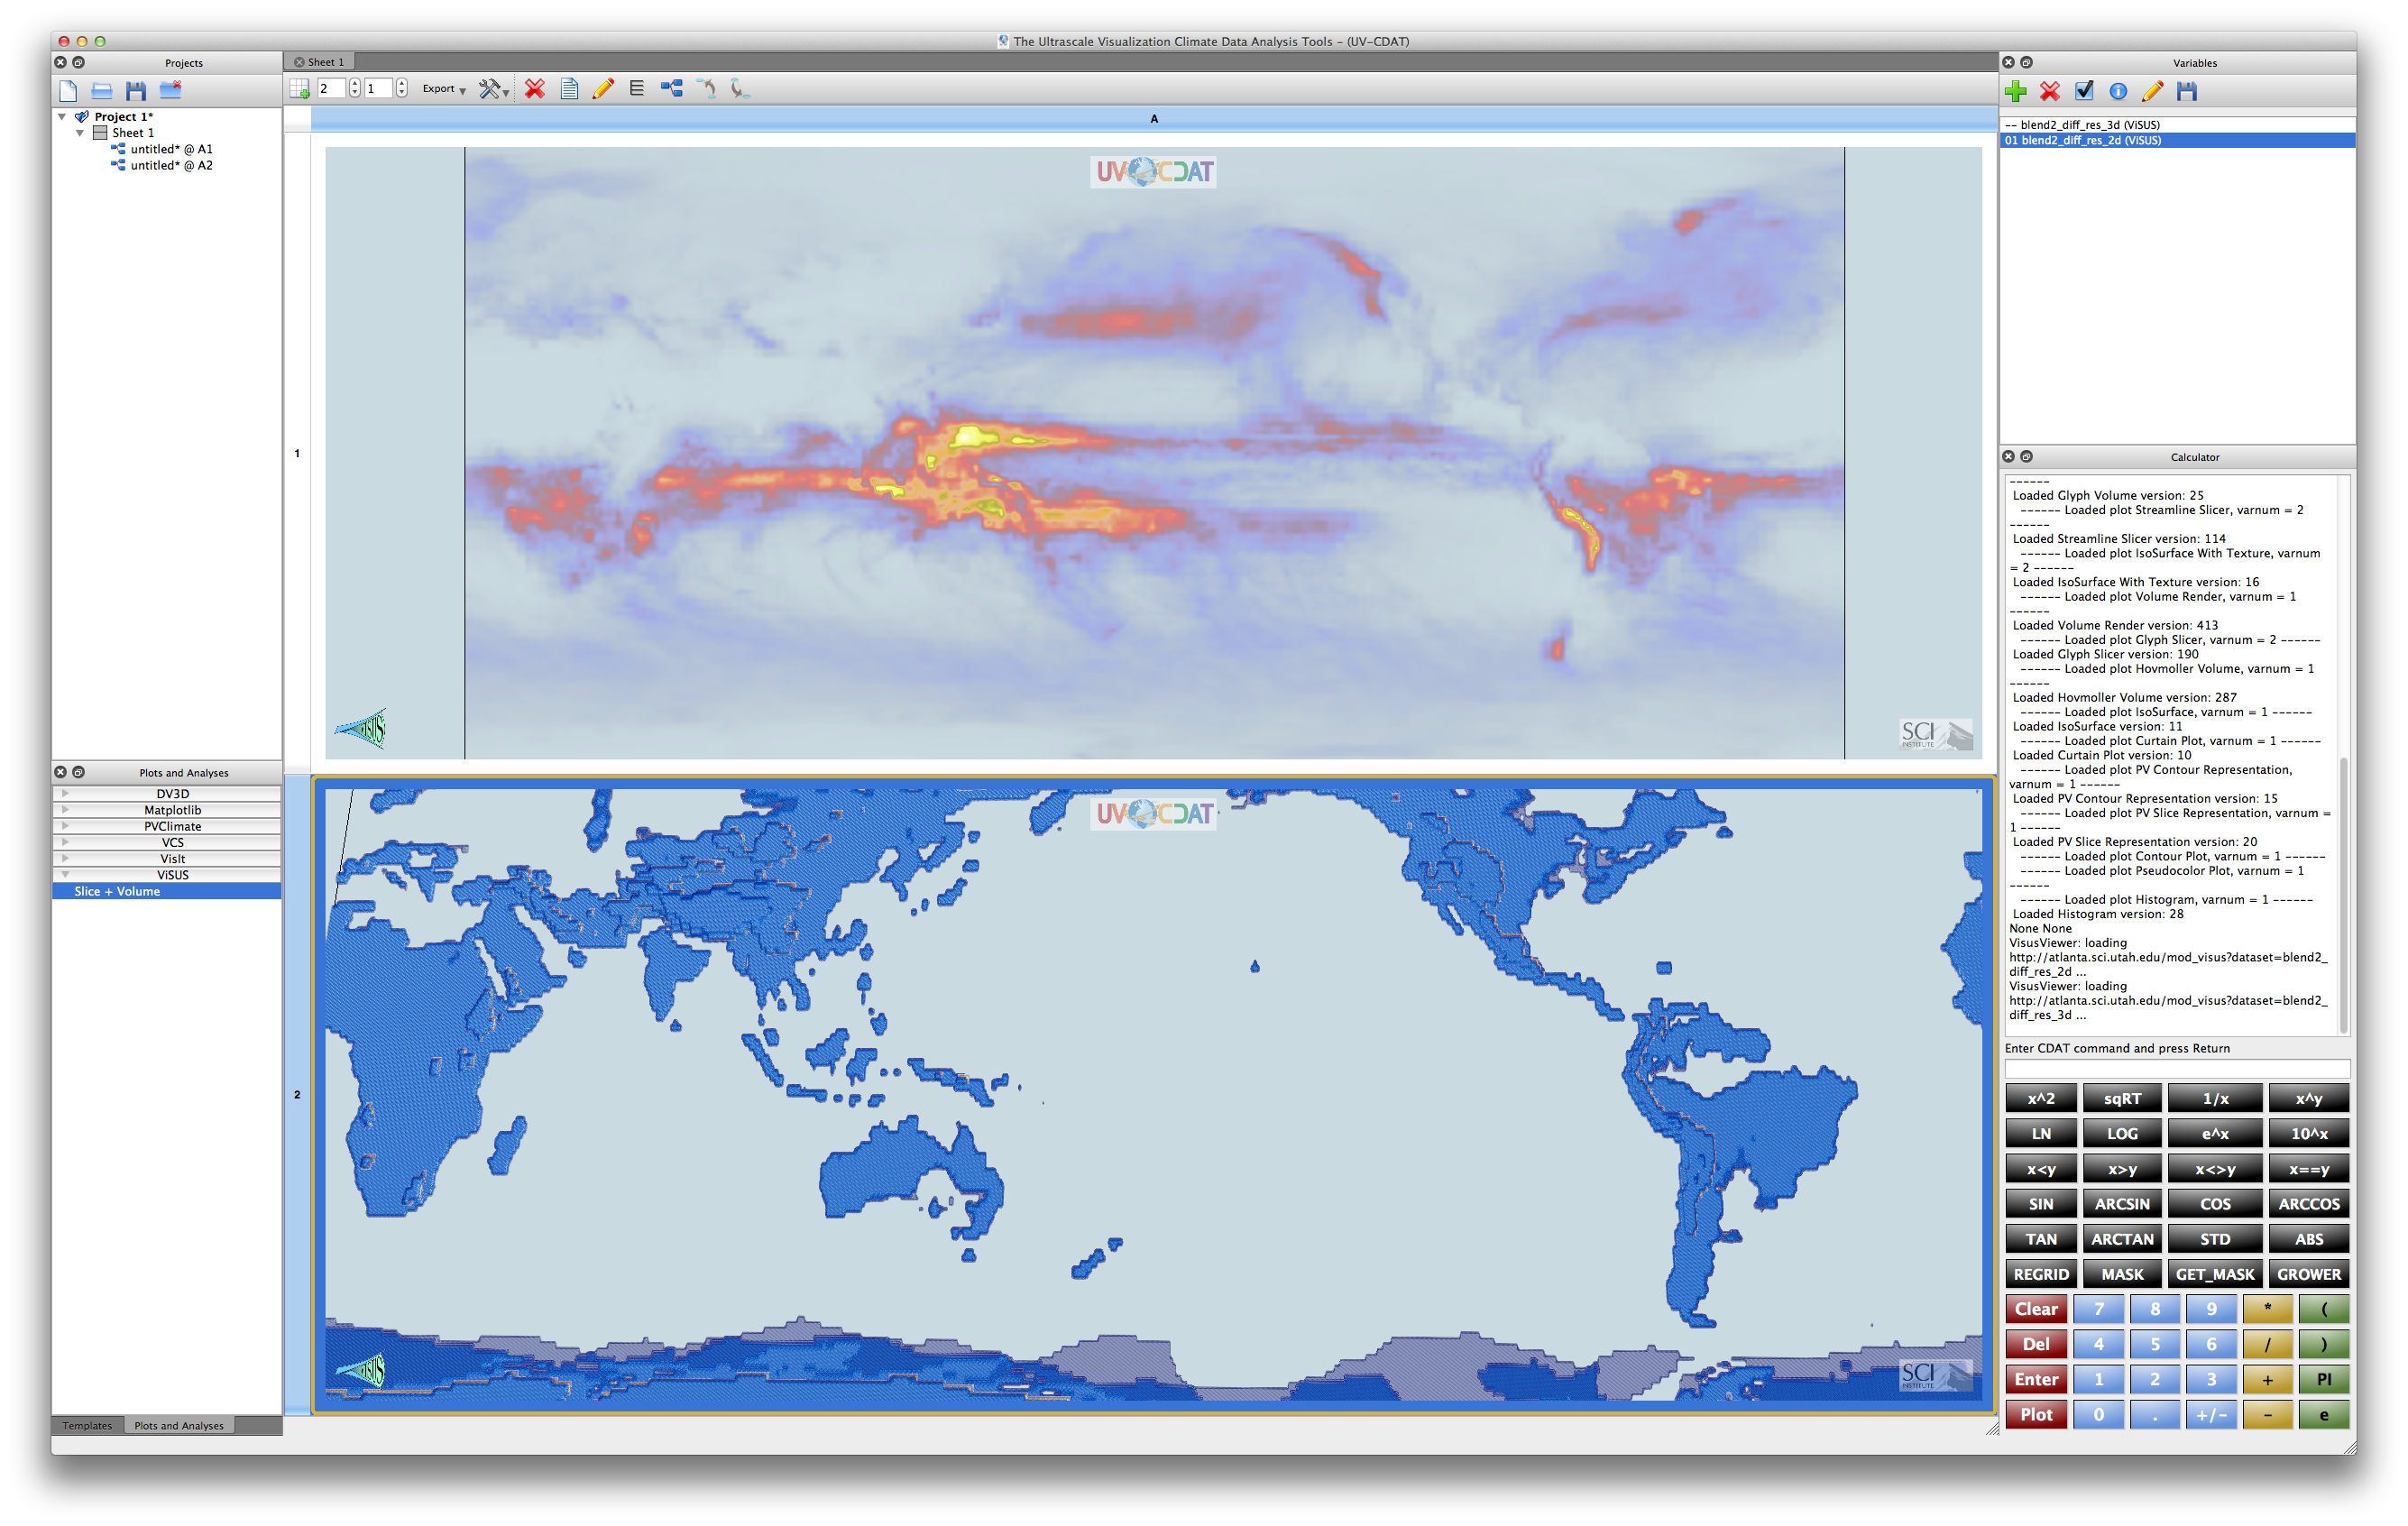 The Ultrascale Visualization Climate Data Analysis Tools - (UV-CDAT)
Projects
Project 1*
Sheet 1
untitled* @ A1
untitled* @ A2
Plots and Analyses
DV3D
Matplotlib
PVClimate
VCS
VisIt
ViSUS
Slice + Volume
Templates
Plots and Analyses
Sheet 1
2
1
Export
A
1
UV CDAT
ViSUS
SCI
INSTITUTE
2
UV CDAT
ViSUS
SCI
INSTITUTE
Variables
-- blend2_diff_res_3d (ViSUS)
01 blend2_diff_res_2d (ViSUS)
Calculator
------
Loaded Glyph Volume version: 25
------ Loaded plot Streamline Slicer, varnum = 2
------
Loaded Streamline Slicer version: 114
------ Loaded plot IsoSurface With Texture, varnum
= 2 ------
Loaded IsoSurface With Texture version: 16
------ Loaded plot Volume Render, varnum = 1
------
Loaded Volume Render version: 413
------ Loaded plot Glyph Slicer, varnum = 2 ------
Loaded Glyph Slicer version: 190
------ Loaded plot Hovmoller Volume, varnum = 1
------
Loaded Hovmoller Volume version: 287
------ Loaded plot IsoSurface, varnum = 1 ------
Loaded IsoSurface version: 11
------ Loaded plot Curtain Plot, varnum = 1 ------
Loaded Curtain Plot version: 10
------ Loaded plot PV Contour Representation,
varnum = 1 ------
Loaded PV Contour Representation version: 15
------ Loaded plot PV Slice Representation, varnum =
1 ------
Loaded PV Slice Representation version: 20
------ Loaded plot Contour Plot, varnum = 1 ------
------ Loaded plot Pseudocolor Plot, varnum = 1
------
------ Loaded plot Histogram, varnum = 1 ------
Loaded Histogram version: 28
None None
VisusViewer: loading
http://atlanta.sci.utah.edu/mod_visus?dataset=blend2_
diff_res_2d ...
VisusViewer: loading
http://atlanta.sci.utah.edu/mod_visus?dataset=blend2_
diff_res_3d ...
Enter CDAT command and press Return
x^2 sqRT 1/x x^y
LN LOG e^x 10^x
x<y x>y x<>y x==y
SIN ARCSIN COS ARCCOS
TAN ARCTAN STD ABS
REGRID MASK GET_MASK GROWER
Clear 7 8 9 * (
Del 4 5 6 / )
Enter 1 2 3 + PI
Plot 0 . +/- - e